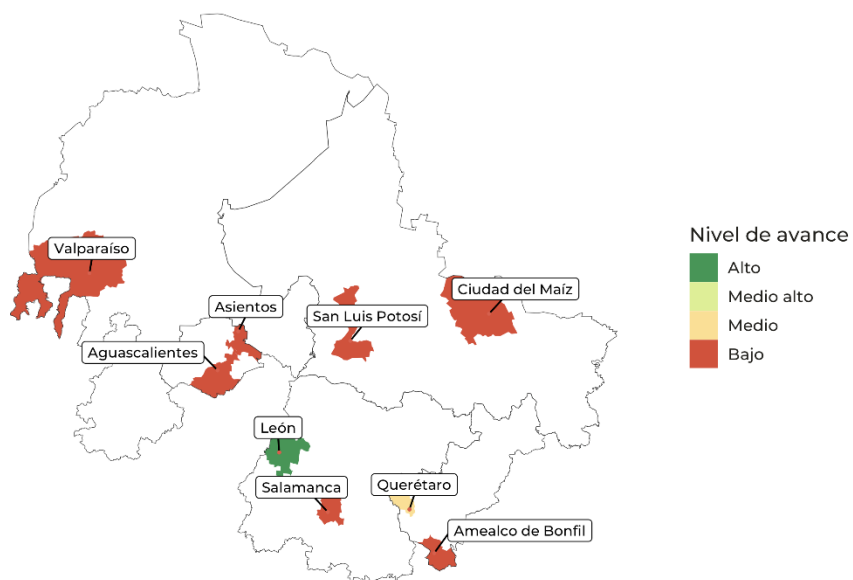 Valparaíso
Asientos
San Luis Potosí
Ciudad del Maíz
Aguascalientes
León
Salamanca
Querétaro
Amealco de Bonfil
Nivel de avance
Alto
Medio alto
Medio
Bajo